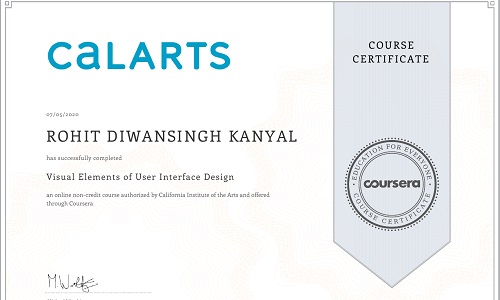 CALARTS
COURSE
CERTIFICATE
07/05/2020
ROHIT DIWANSINGH KANYAL
has successfully completed
Visual Elements of User Interface Design
an online non-credit course authorized by California Institute of the Arts and offered
through Coursera
EDUCATION FOR EVERYONE
coursera
COURSE CERTIFICATE